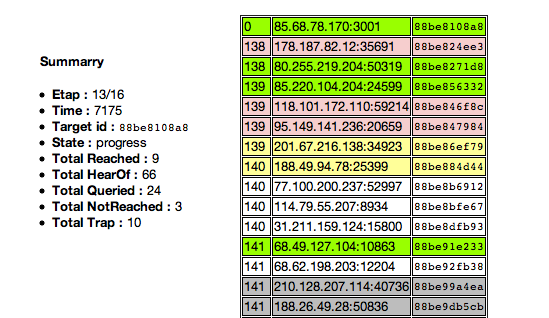 Summarry
Etap : 13/16
Time : 7175
Target id : 88be8108a8
State : progress
Total Reached : 9
Total HearOf : 66
Total Queried : 24
Total NotReached : 3
Total Trap : 10
0 85.68.78.170:3001 88be8108a8
138 178.187.82.12:35691 88be824ee3
138 80.255.219.204:50319 88be8271d8
139 85.220.104.204:24599 88be856332
139 118.101.172.110:59214 88be846f8c
139 95.149.141.236:20659 88be847984
139 201.67.216.138:34923 88be86ef79
140 188.49.94.78:25399 88be884d44
140 77.100.200.237:52997 88be8b6912
140 114.79.55.207:8934 88be8bfe67
140 31.211.159.124:15800 88be8dfb93
141 68.49.127.104:10863 88be91e233
141 68.62.198.203:12204 88be92fb38
141 210.128.207.114:40736 88be99a4ea
141 188.26.49.28:50836 88be9db5cb